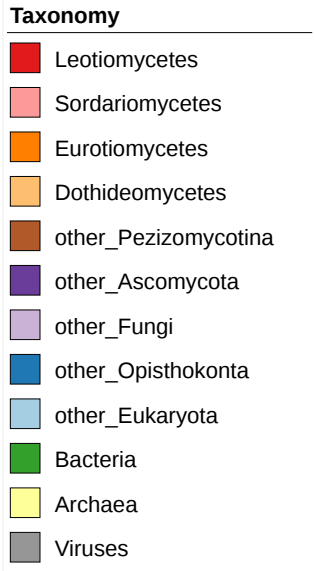 Taxonomy
Leotiomycetes
Sordariomycetes
Eurotiomycetes
Dothideomycetes
other_Pezizomycotina
other_Ascomycota
other_Fungi
other_Opisthokonta
other_Eukaryota
Bacteria
Archaea
Viruses